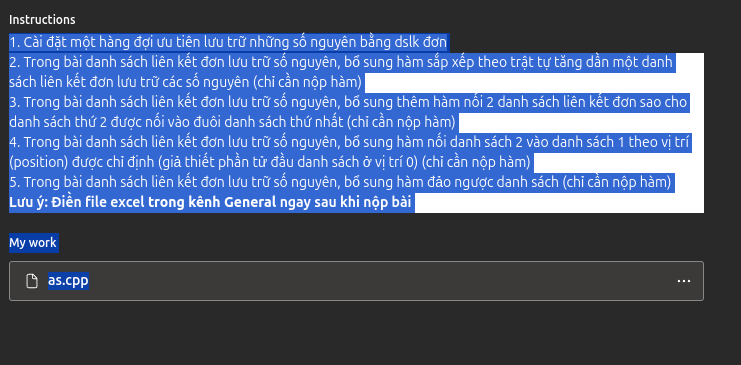 Instructions
1. Cài đặt một hàng đợi ưu tiên lưu trữ những số nguyên bằng dslk đơn
2. Trong bài danh sách liên kết đơn lưu trữ số nguyên, bổ sung hàm sắp xếp theo trật tự tăng dần một danh
sách liên kết đơn lưu trữ các số nguyên (chỉ cần nộp hàm)
3. Trong bài danh sách liên kết đơn lưu trữ số nguyên, bổ sung thêm hàm nối 2 danh sách liên kết đơn sao cho
danh sách thứ 2 được nối vào đuôi danh sách thứ nhất (chỉ cần nộp hàm)
4. Trong bài danh sách liên kết đơn lưu trữ số nguyên, bổ sung hàm nối danh sách 2 vào danh sách 1 theo vị trí
(position) được chỉ định (giả thiết phần tử đầu danh sách ở vị trí 0) (chỉ cần nộp hàm)
5. Trong bài danh sách liên kết đơn lưu trữ số nguyên, bổ sung hàm đảo ngược danh sách (chỉ cần nộp hàm)
Lưu ý: Điền file excel trong kênh General ngay sau khi nộp bài
My work
as.cpp